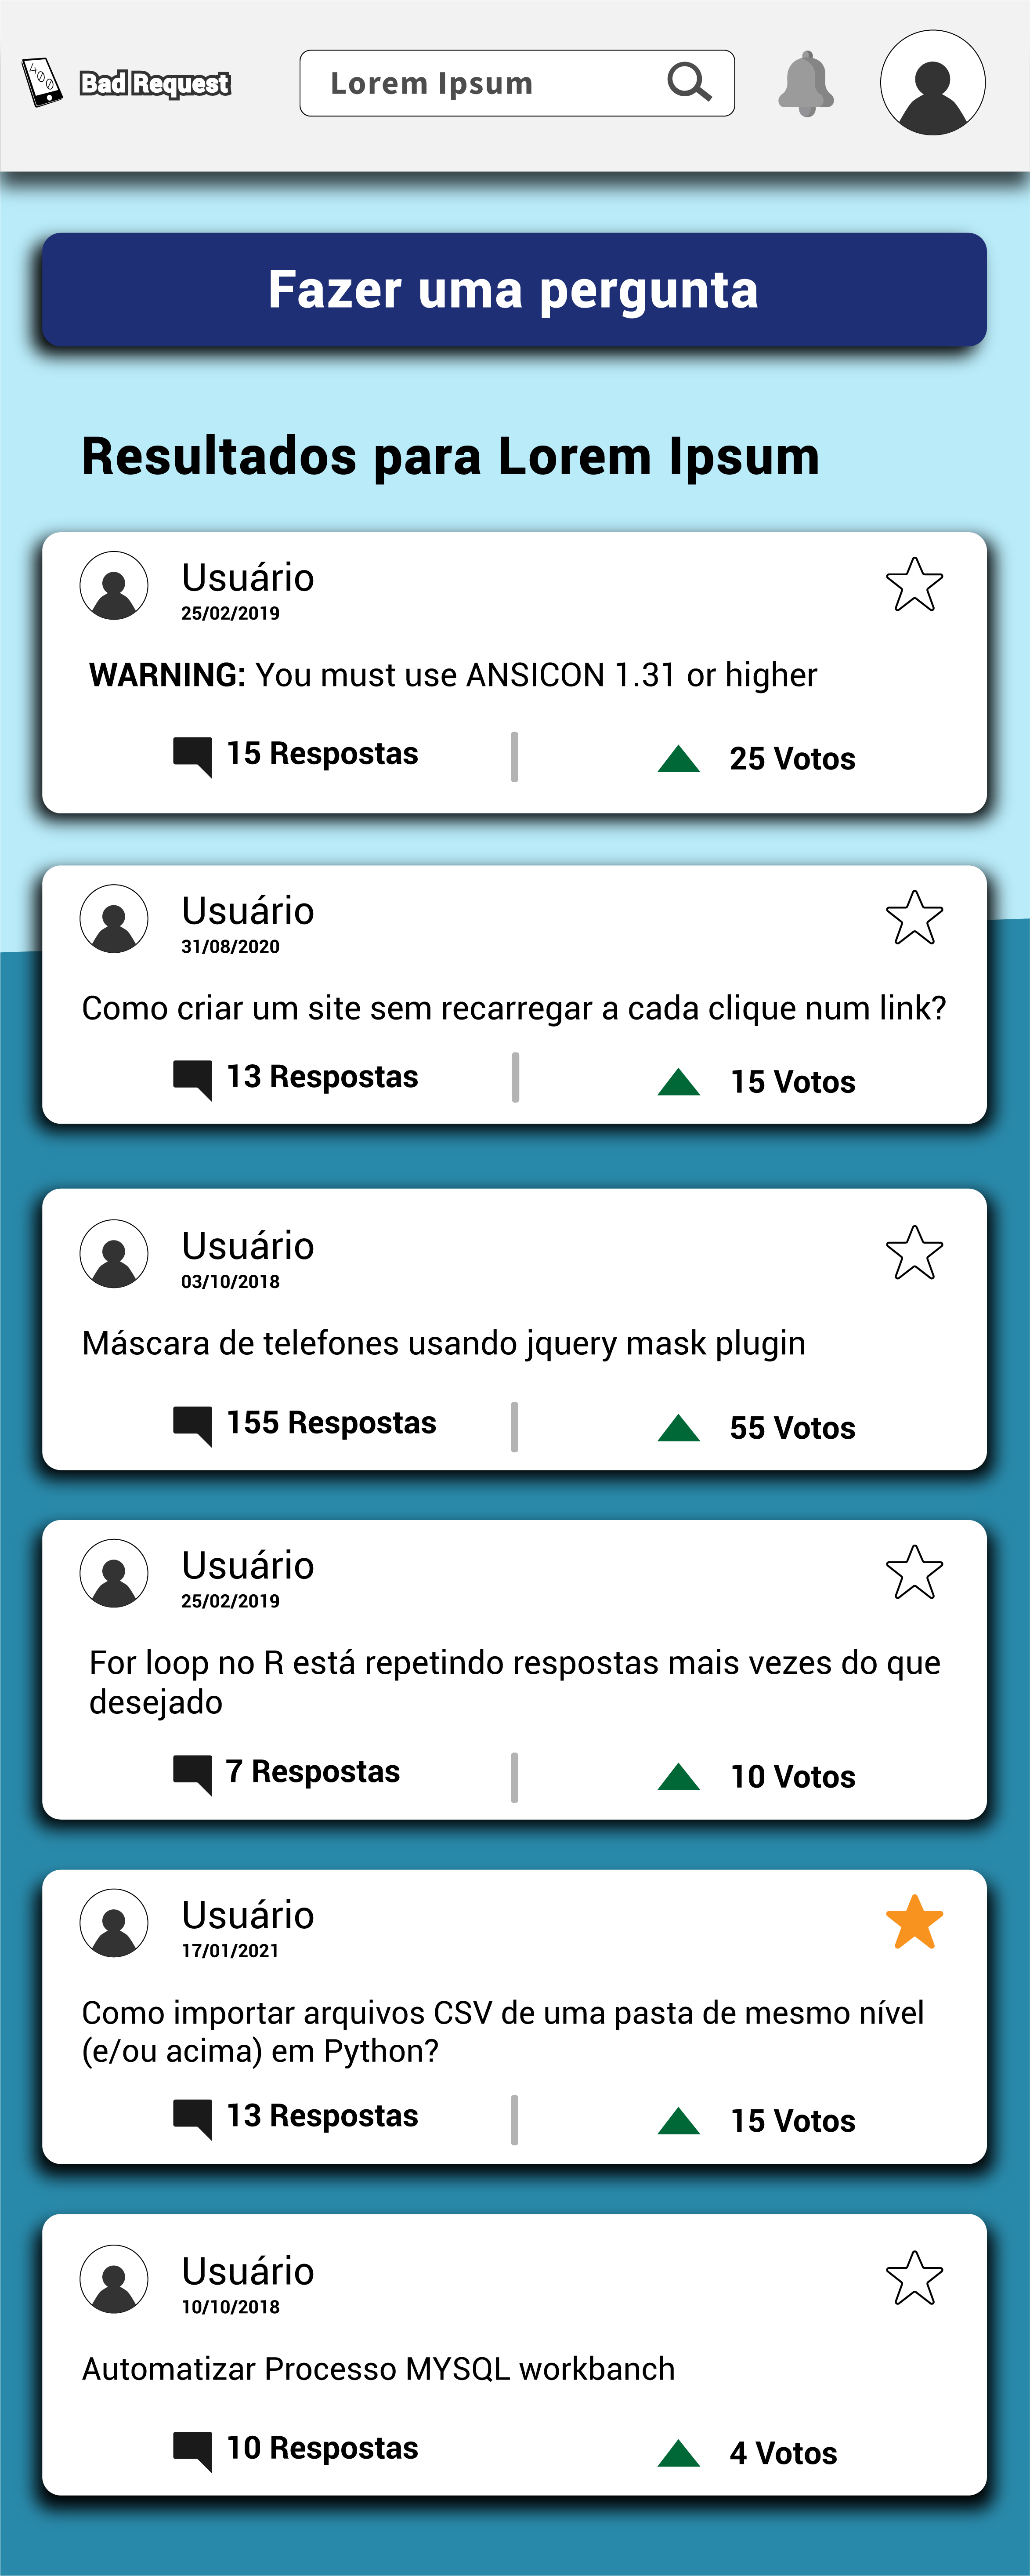 400
Bad Request
Lorem Ipsum
Fazer uma pergunta
Resultados para Lorem Ipsum
Usuário
25/02/2019
WARNING: You must use ANSICON 1.31 or higher
15 Respostas
25 Votos
Usuário
31/08/2020
Como criar um site sem recarregar a cada clique num link?
13 Respostas
15 Votos
Usuário
03/10/2018
Máscara de telefones usando jquery mask plugin
155 Respostas
55 Votos
Usuário
25/02/2019
For loop no R está repetindo respostas mais vezes do que
desejado
7 Respostas
10 Votos
Usuário
17/01/2021
Como importar arquivos CSV de uma pasta de mesmo nível
(e/ou acima) em Python?
13 Respostas
15 Votos
Usuário
10/10/2018
Automatizar Processo MYSQL workbanch
10 Respostas
4 Votos